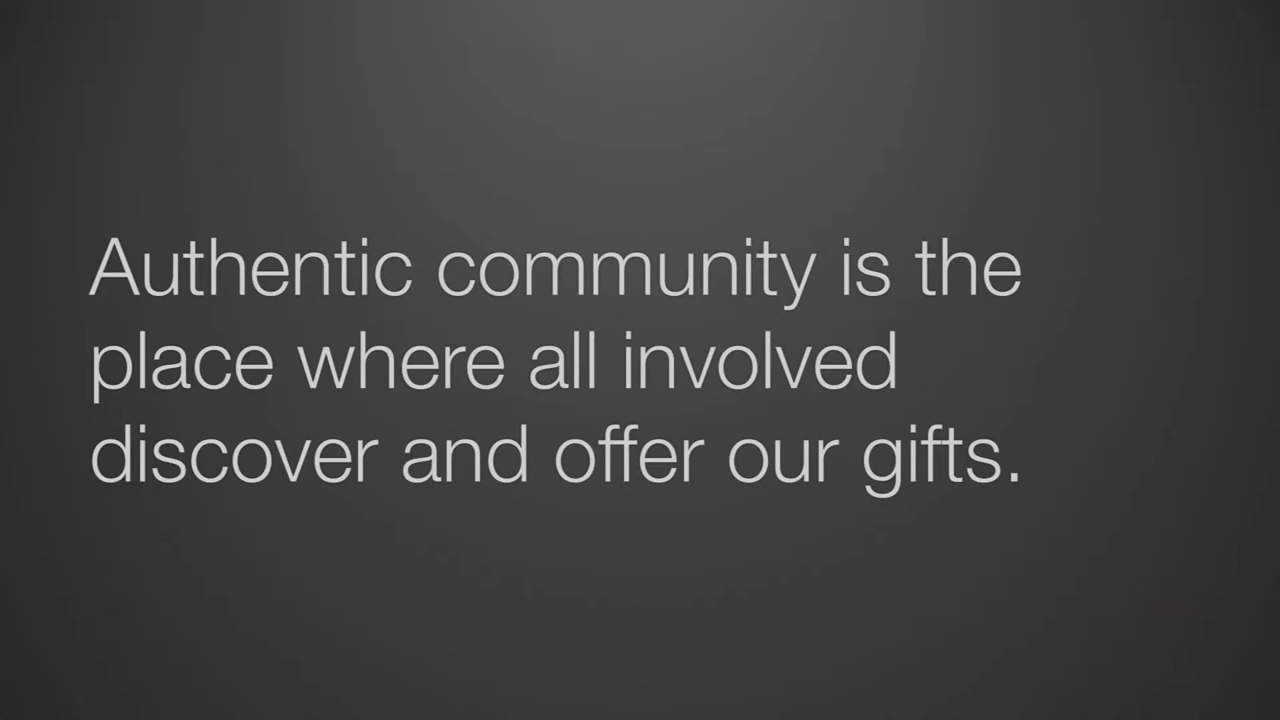 Authentic community is the
place where all involved
discover and offer our gifts.